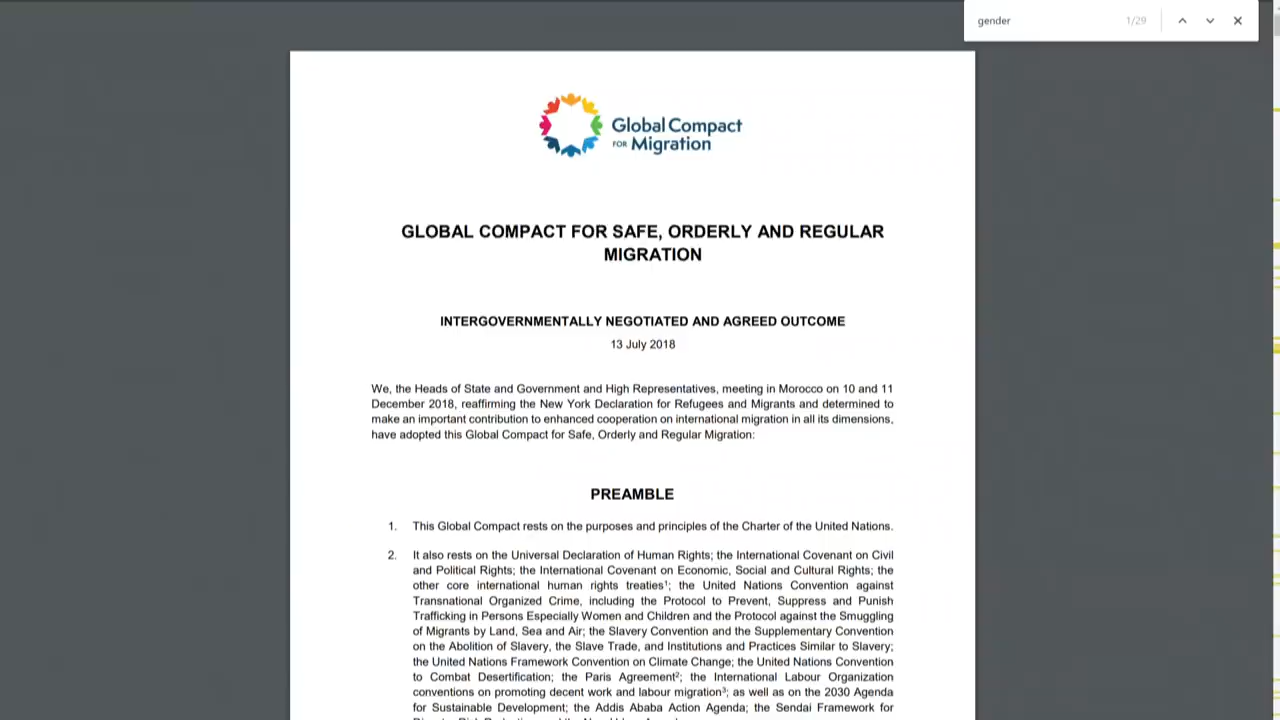 gender 1/29
Global Compact
FOR Migration
GLOBAL COMPACT FOR SAFE, ORDERLY AND REGULAR
MIGRATION
INTERGOVERNMENTALLY NEGOTIATED AND AGREED OUTCOME
13 July 2018
We, the Heads of State and Government and High Representatives, meeting in Morocco on 10 and 11
December 2018, reaffirming the New York Declaration for Refugees and Migrants and determined to
make an important contribution to enhanced cooperation on international migration in all its dimensions,
have adopted this Global Compact for Safe, Orderly and Regular Migration:
PREAMBLE
1. This Global Compact rests on the purposes and principles of the Charter of the United Nations.
2. It also rests on the Universal Declaration of Human Rights; the International Covenant on Civil
and Political Rights; the International Covenant on Economic, Social and Cultural Rights; the
other core international human rights treaties¹; the United Nations Convention against
Transnational Organized Crime, including the Protocol to Prevent, Suppress and Punish
Trafficking in Persons Especially Women and Children and the Protocol against the Smuggling
of Migrants by Land, Sea and Air; the Slavery Convention and the Supplementary Convention
on the Abolition of Slavery, the Slave Trade, and Institutions and Practices Similar to Slavery;
the United Nations Framework Convention on Climate Change; the United Nations Convention
to Combat Desertification; the Paris Agreement²; the International Labour Organization
conventions on promoting decent work and labour migration³; as well as on the 2030 Agenda
for Sustainable Development; the Addis Ababa Action Agenda; the Sendai Framework for